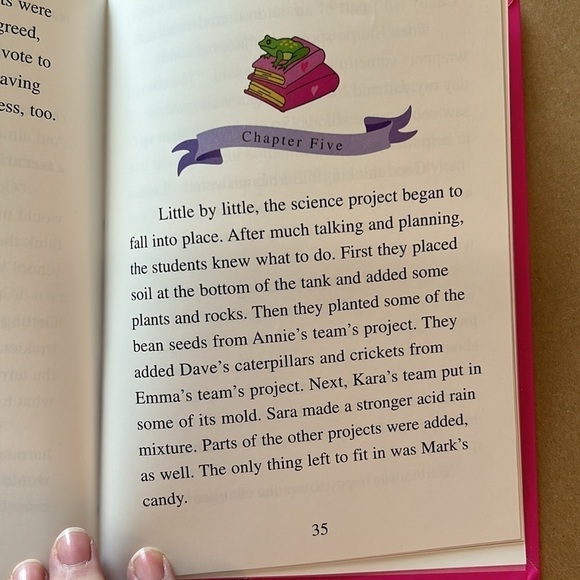 ts were
greed,
vote to
aving
ess, too.
Chapter Five
Little by little, the science project began to
fall into place. After much talking and planning,
the students knew what to do. First they placed
soil at the bottom of the tank and added some
plants and rocks. Then they planted some of the
bean seeds from Annie's team's project. They
added Dave's caterpillars and crickets from
Emma's team's project. Next, Kara's team put in
some of its mold. Sara made a stronger acid rain
mixture. Parts of the other projects were added,
as well. The only thing left to fit in was Mark's
candy.
35